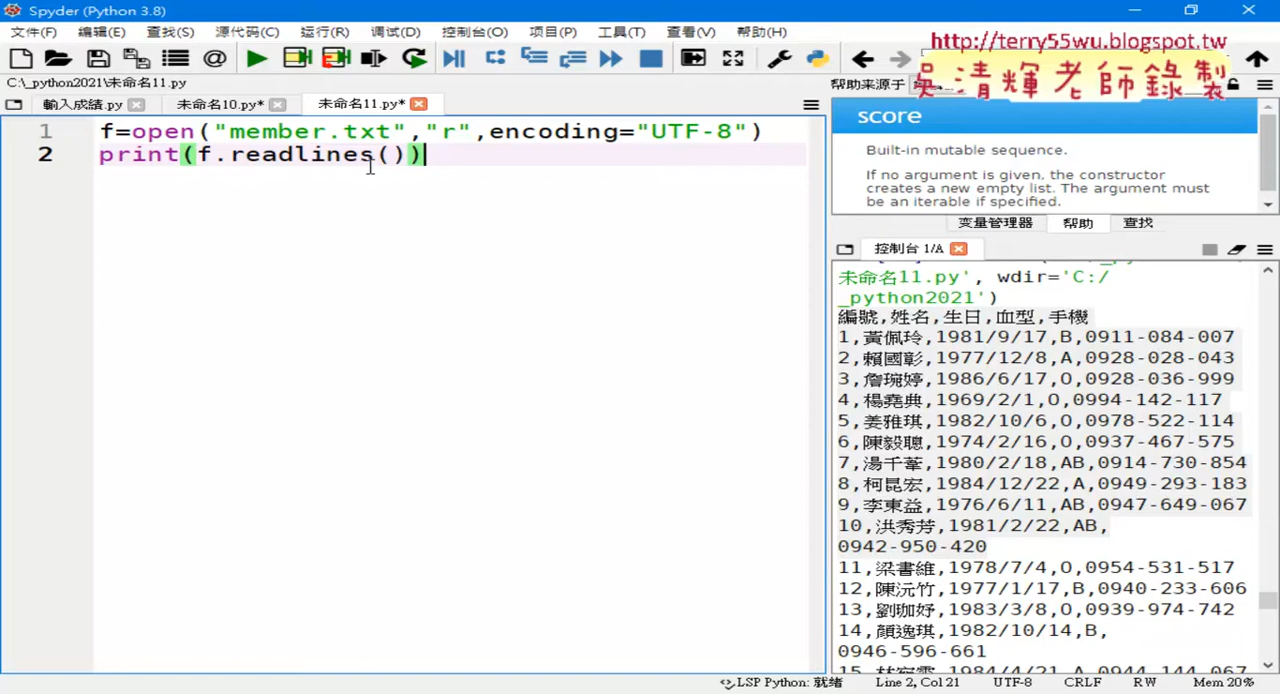 Spyder (Python 3.8)
文件(F) 编辑(E) 查找(S) 源代码(C) 运行(R) 调试(D) 控制台(O) 项目(P) 工具(T) 查看(V) 帮助(H)
http://terry55wu.blogspot.tw
吳清輝老師錄製
C:\_python2021\未命名11.py
帮助来源于
輸入成績.py
未命名10.py*
未命名11.py*
1 f=open("member.txt","r",encoding="UTF-8")
2 print(f.readlines())
score
Built-in mutable sequence.
If no argument is given, the constructor
creates a new empty list. The argument must
be an iterable if specified.
变量管理器 帮助 查找
控制台 1/A
未命名11.py', wdir='C:/
_python2021')
編號,姓名,生日,血型,手機
1,黃佩玲,1981/9/17,B,0911-084-007
2,賴國彰,1977/12/8,A,0928-028-043
3,詹琬婷,1986/6/17,O,0928-036-999
4,楊堯典,1969/2/1,O,0994-142-117
5,姜雅琪,1982/10/6,O,0978-522-114
6,陳毅聰,1974/2/16,O,0937-467-575
7,湯千葦,1980/2/18,AB,0914-730-854
8,柯昆宏,1984/12/22,A,0949-293-183
9,李東益,1976/6/11,AB,0947-649-067
10,洪秀芳,1981/2/22,AB,
0942-950-420
11,梁書維,1978/7/4,O,0954-531-517
12,陳沅竹,1977/1/17,B,0940-233-606
13,劉珈妤,1983/3/8,O,0939-974-742
14,顏逸琪,1982/10/14,B,
0946-596-661
LSP Python: 就绪 Line 2, Col 21 UTF-8 CRLF RW Mem 20%